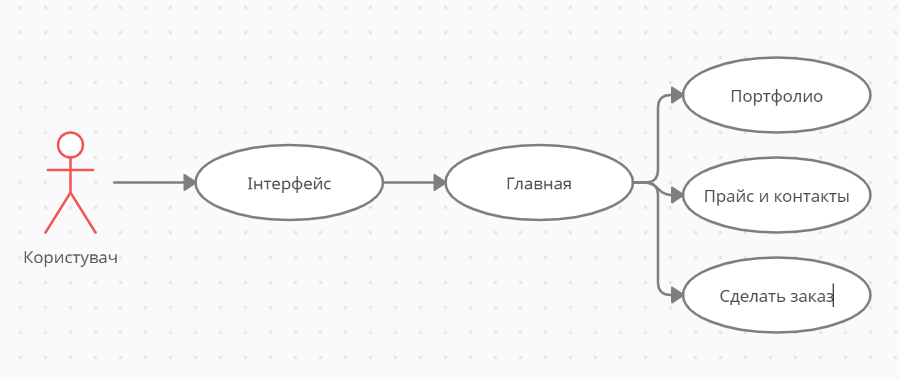 Користувач
Інтерфейс
Главная
Портфолио
Прайс и контакты
Сделать заказ